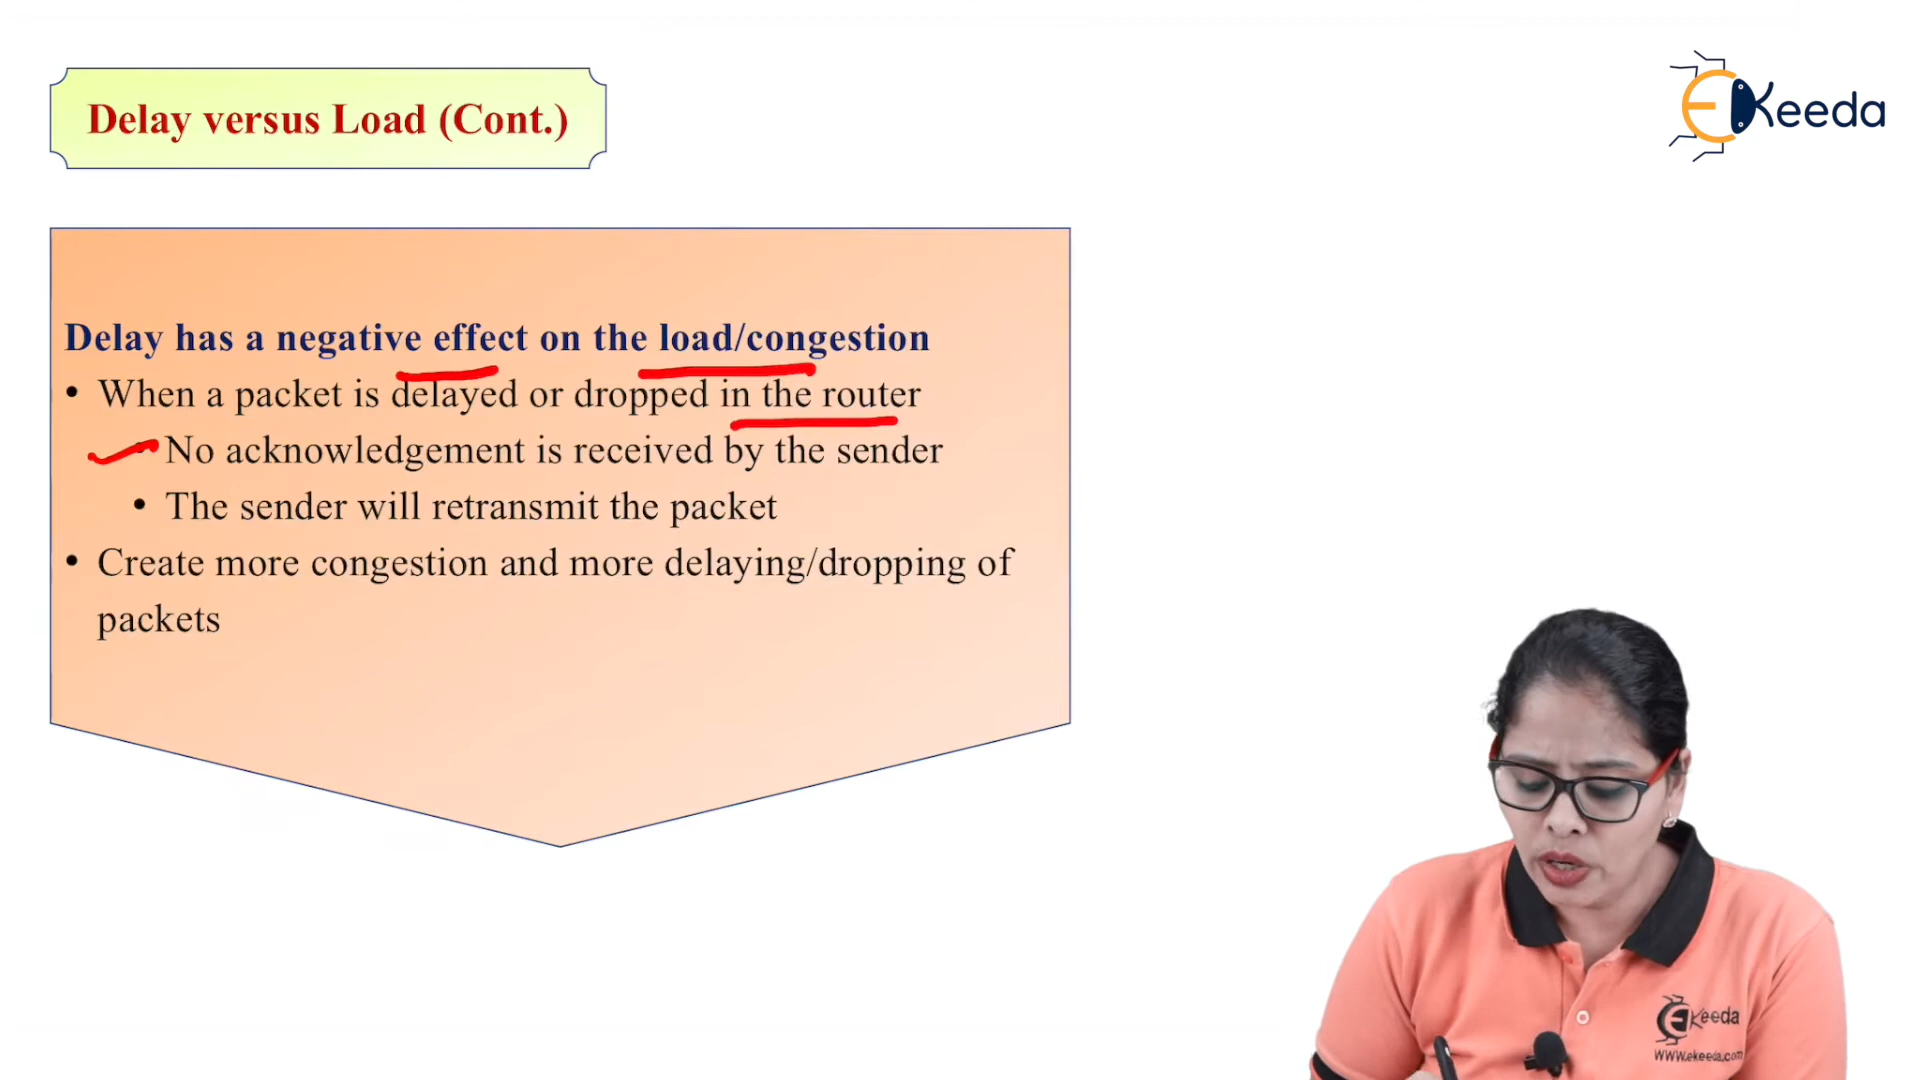 Delay versus Load (Cont.)
EKeeda
Delay has a negative effect on the load/congestion
• When a packet is delayed or dropped in the router
No acknowledgement is received by the sender
• The sender will retransmit the packet
• Create more congestion and more delaying/dropping of
packets
EKeeda
WWW.ekeeda.com